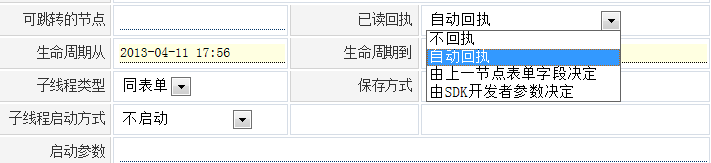 可跳转的节点 已读回执 自动回执
不回执
生命周期从 2013-04-11 17:56 生命周期到 自动回执
由上一节点表单字段决定
子线程类型 同表单 保存方式 由SDK开发者参数决定
子线程启动方式 不启动
启动参数